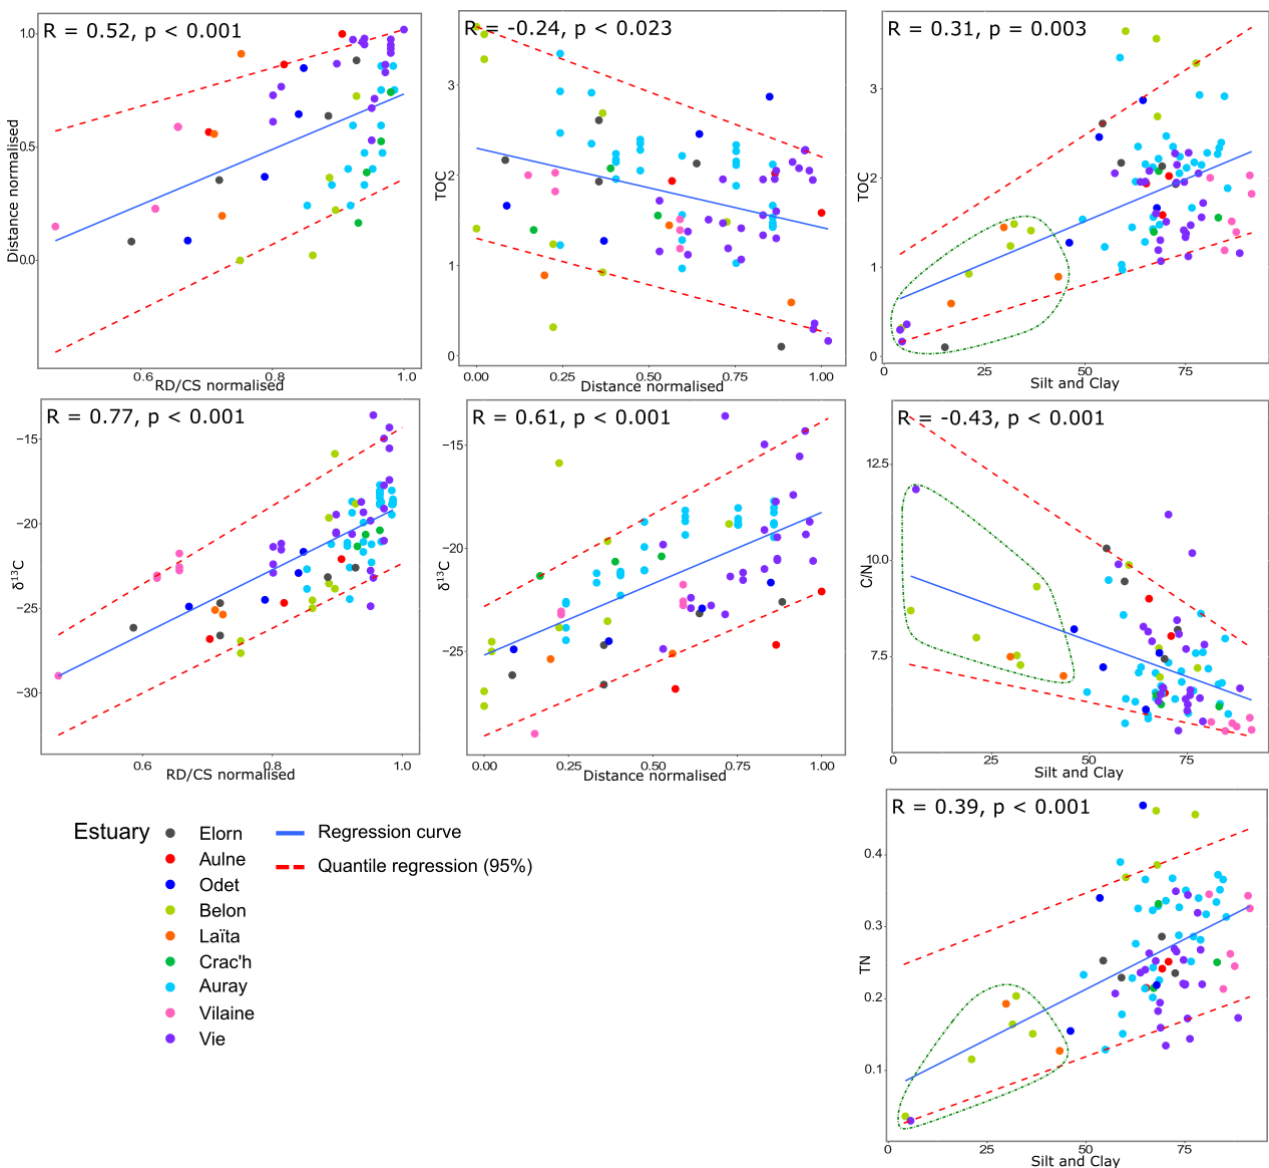 R = 0.52, p < 0.001
Distance normalised
1.0
0.5
0.0
0.6
0.8
1.0
RD/CS normalised
R = -0.24, p < 0.023
TOC
3
2
1
0
0.00
0.25
0.50
0.75
1.00
Distance normalised
R = 0.31, p = 0.003
TOC
3
2
1
0
0
25
50
75
Silt and Clay
R = 0.77, p < 0.001
δ¹³C
−15
−20
−25
−30
0.6
0.8
1.0
RD/CS normalised
R = 0.61, p < 0.001
δ¹³C
−15
−20
−25
0.00
0.25
0.50
0.75
1.00
Distance normalised
R = -0.43, p < 0.001
C/N
12.5
10.0
7.5
0
25
50
75
Silt and Clay
Estuary
Elorn
Aulne
Odet
Belon
Laïta
Crac'h
Auray
Vilaine
Vie
Regression curve
Quantile regression (95%)
R = 0.39, p < 0.001
TN
0.4
0.3
0.2
0.1
0
25
50
75
Silt and Clay